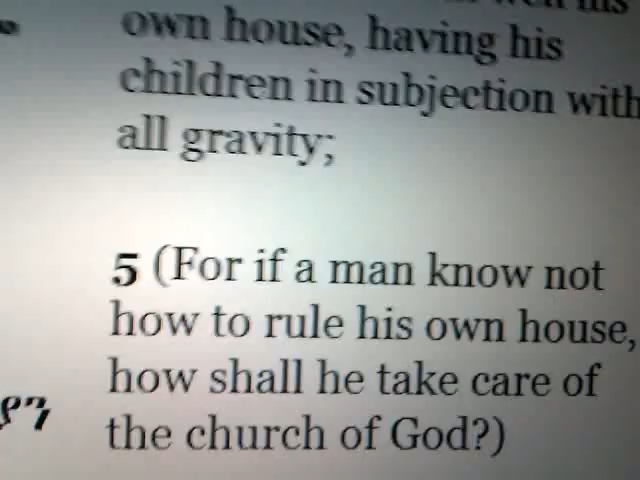 own house, having his
children in subjection with
all gravity;
5 (For if a man know not
how to rule his own house,
how shall he take care of
the church of God?)